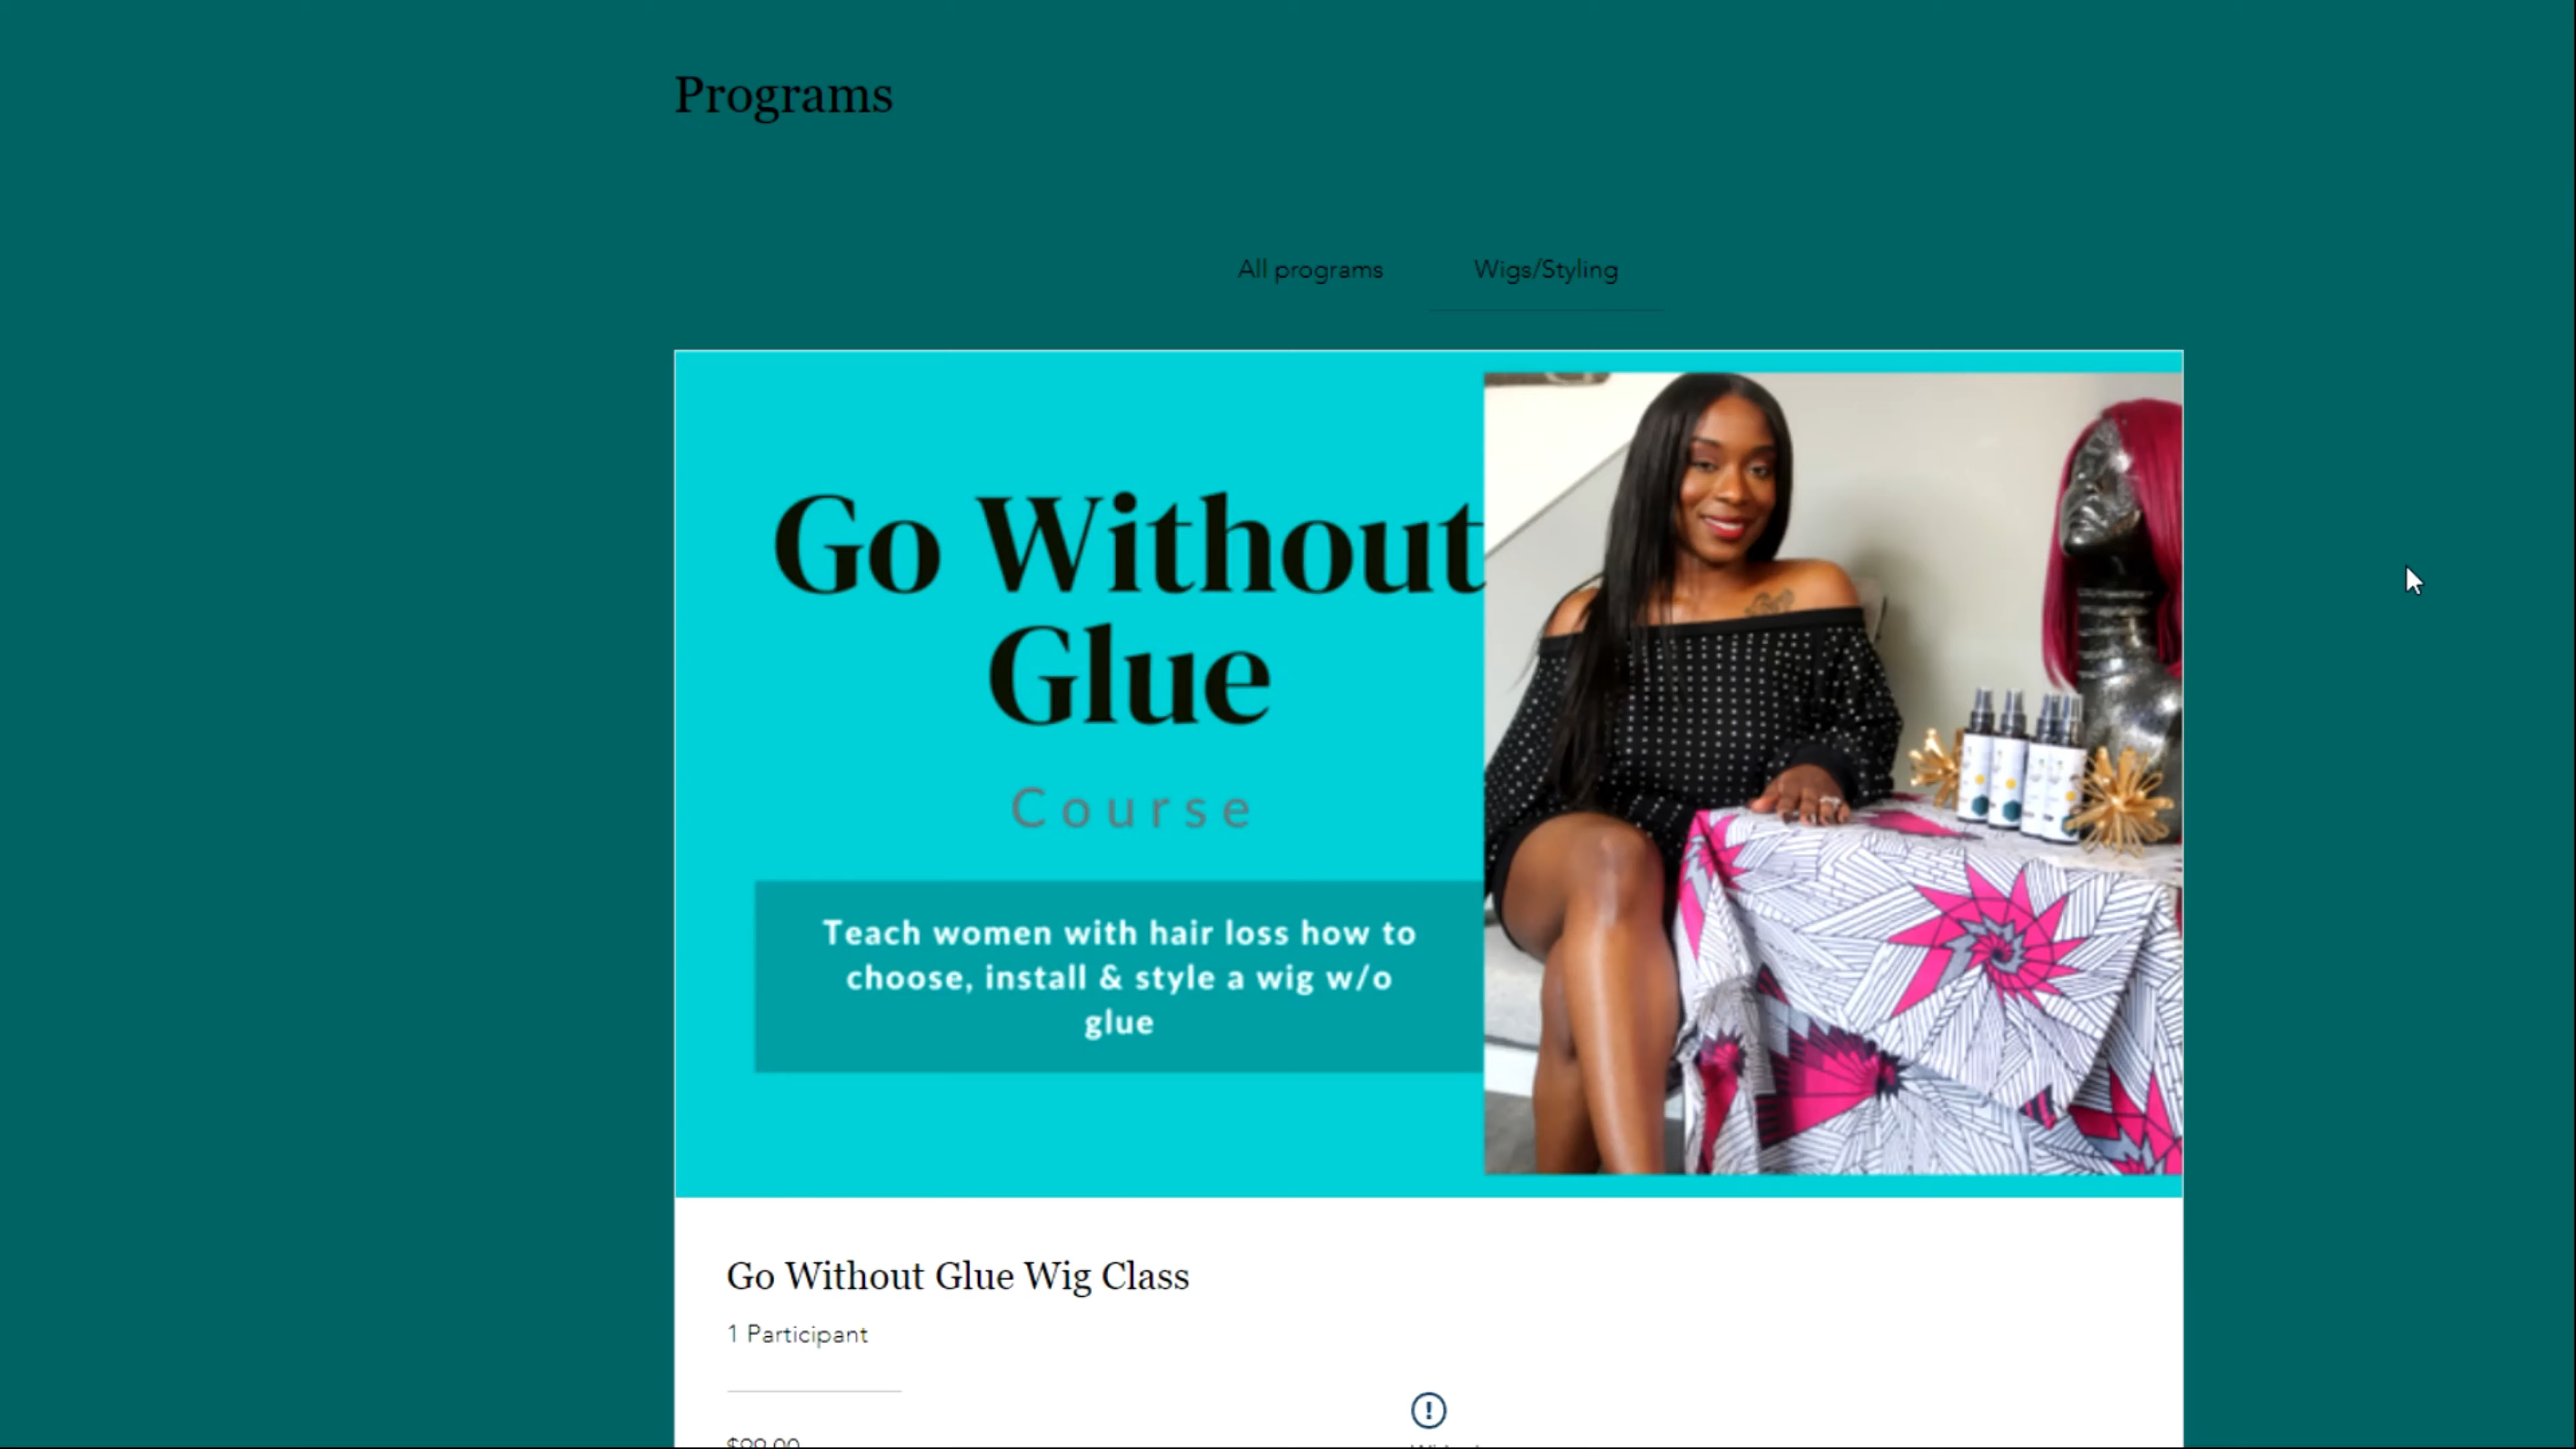 Programs
All programs
Wigs/Styling
Go Without
Glue
Course
Teach women with hair loss how to
choose, install & style a wig w/o
glue
Go Without Glue Wig Class
1 Participant